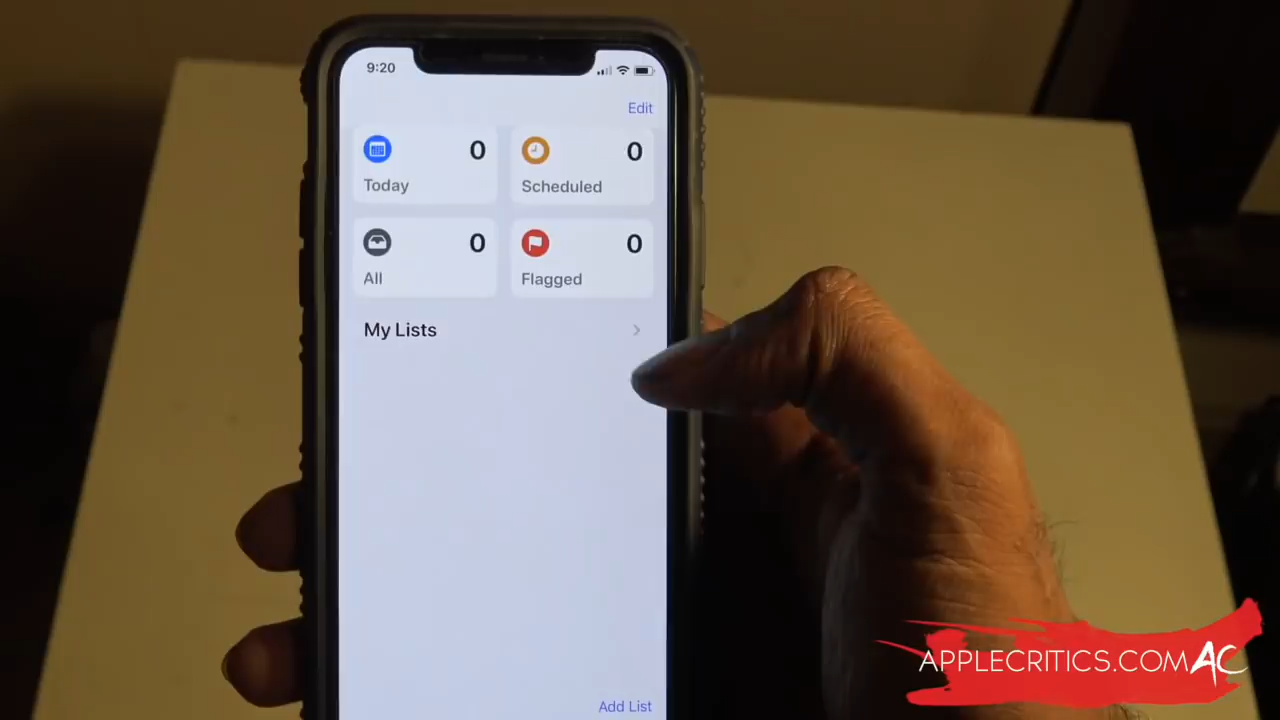 9:20
Edit
0
0
Today
Scheduled
0
0
All
Flagged
My Lists
Add List
APPLECRITICS.COM AC